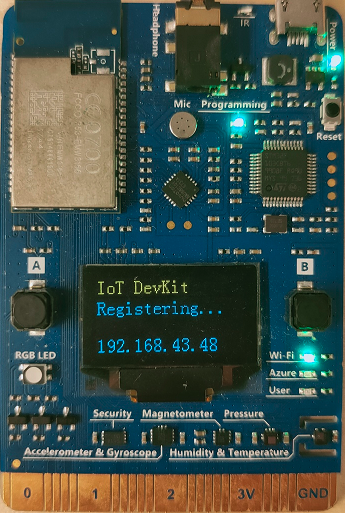 Headphone
IR
Power
Mic Programming
Reset
A
B
IoT DevKit
Registering...
192.168.43.48
RGB LED
Wi-Fi
Azure
User
Security Magnetometer Pressure
Accelerometer & Gyroscope Humidity & Temperature
0 1 2 3V GND